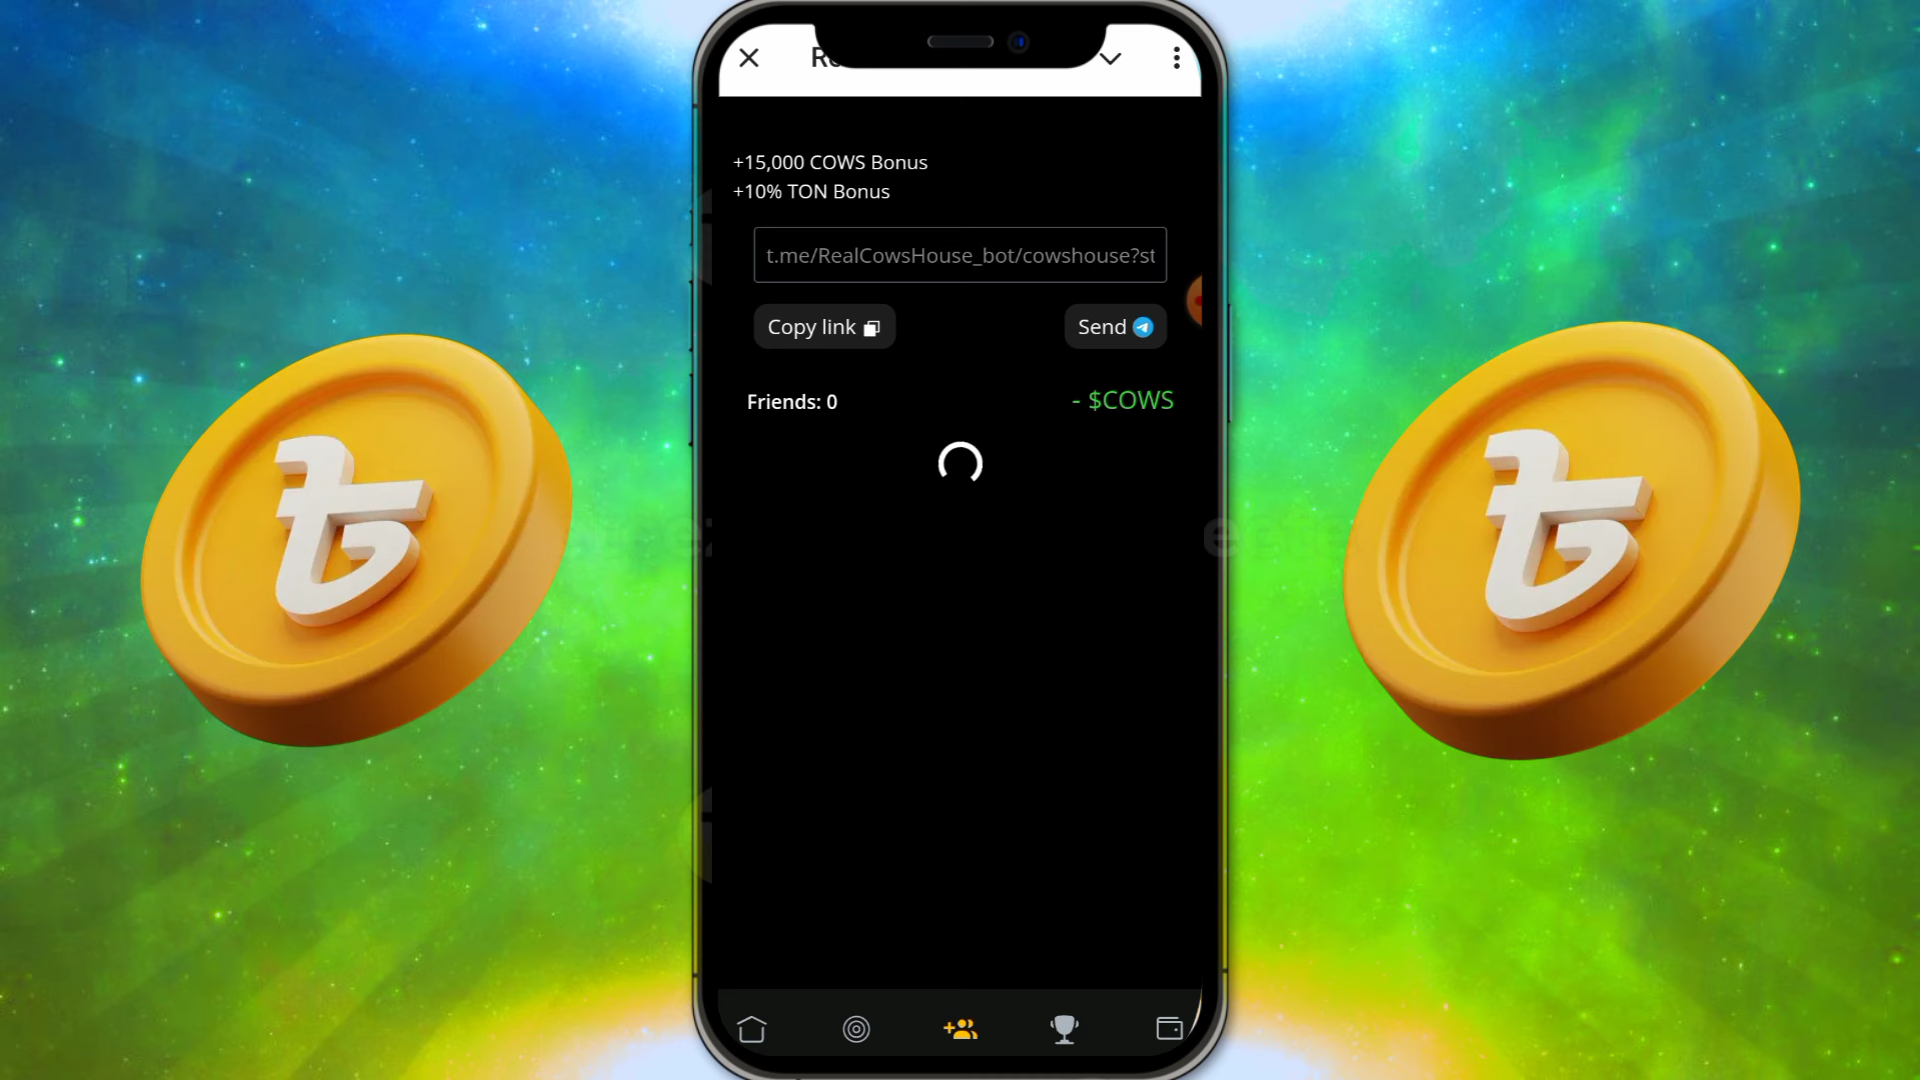 +15,000 COWS Bonus
+10% TON Bonus
t.me/RealCowsHouse_bot/cowshouse?st
Copy link
Send
Friends: 0
- $COWS
৳
৳